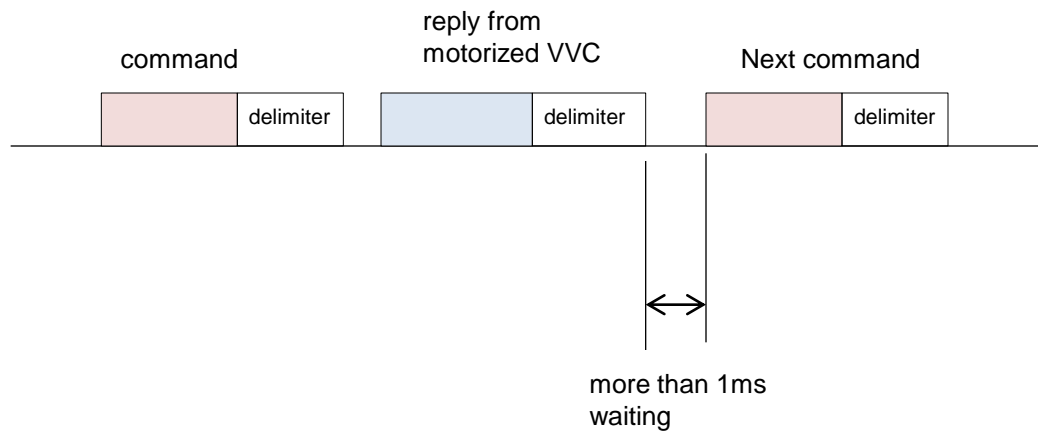 reply from
motorized VVC
command
Next command
delimiter
delimiter
delimiter
more than 1ms
waiting